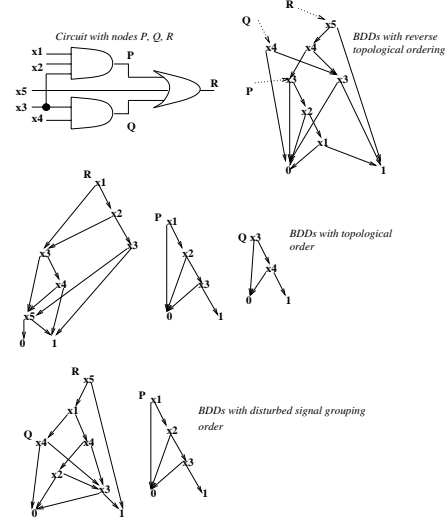 Circuit with nodes P, Q, R
x1
x2
P
x5
R
x3
x4
Q
R
Q
x5
BDDs with reverse
topological ordering
x4
x4
x3
x3
P
x2
x1
0
1
R
x1
x2
x3
x3
x4
x5
0
1
P
x1
x2
x3
0
1
Q
x3
x4
0
1
BDDs with topological
order
R
x5
x1
Q
x4
x4
x2
x3
0
1
P
x1
x2
x3
0
1
BDDs with disturbed signal grouping
order